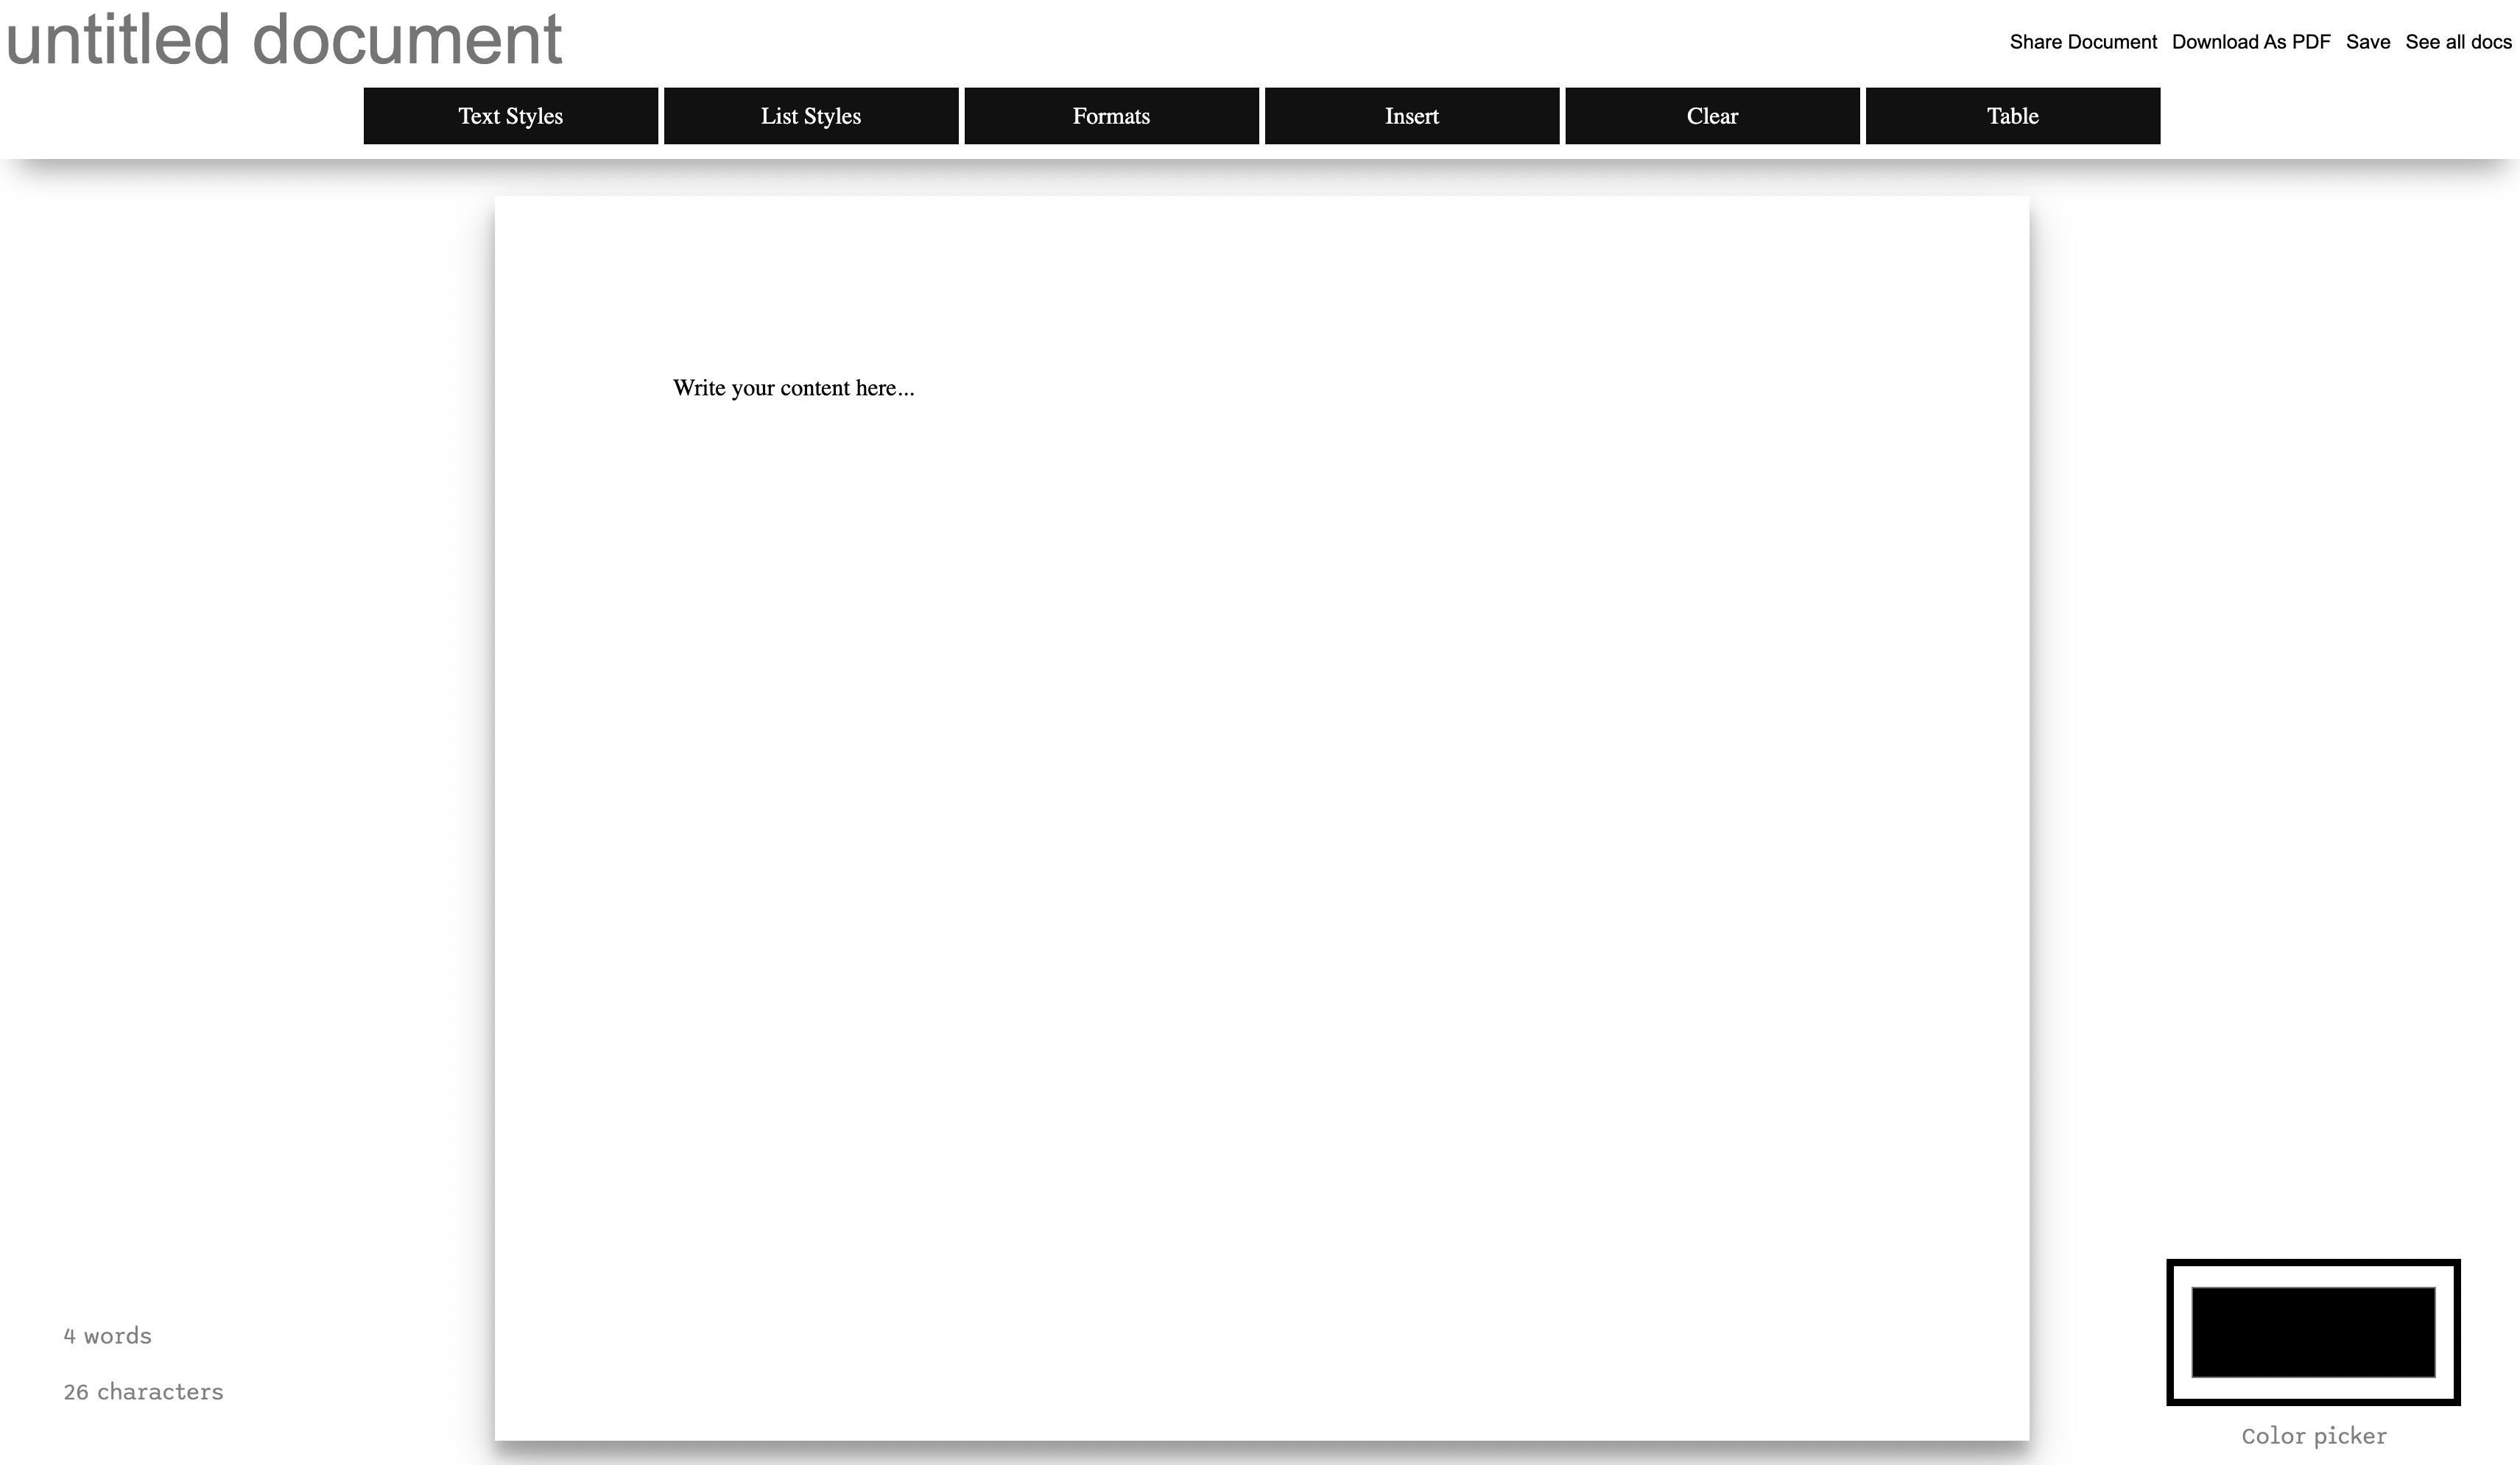 untitled document
Share Document Download As PDF Save See all docs
Text Styles List Styles Formats Insert Clear Table
Write your content here...
4 words
26 characters
Color picker